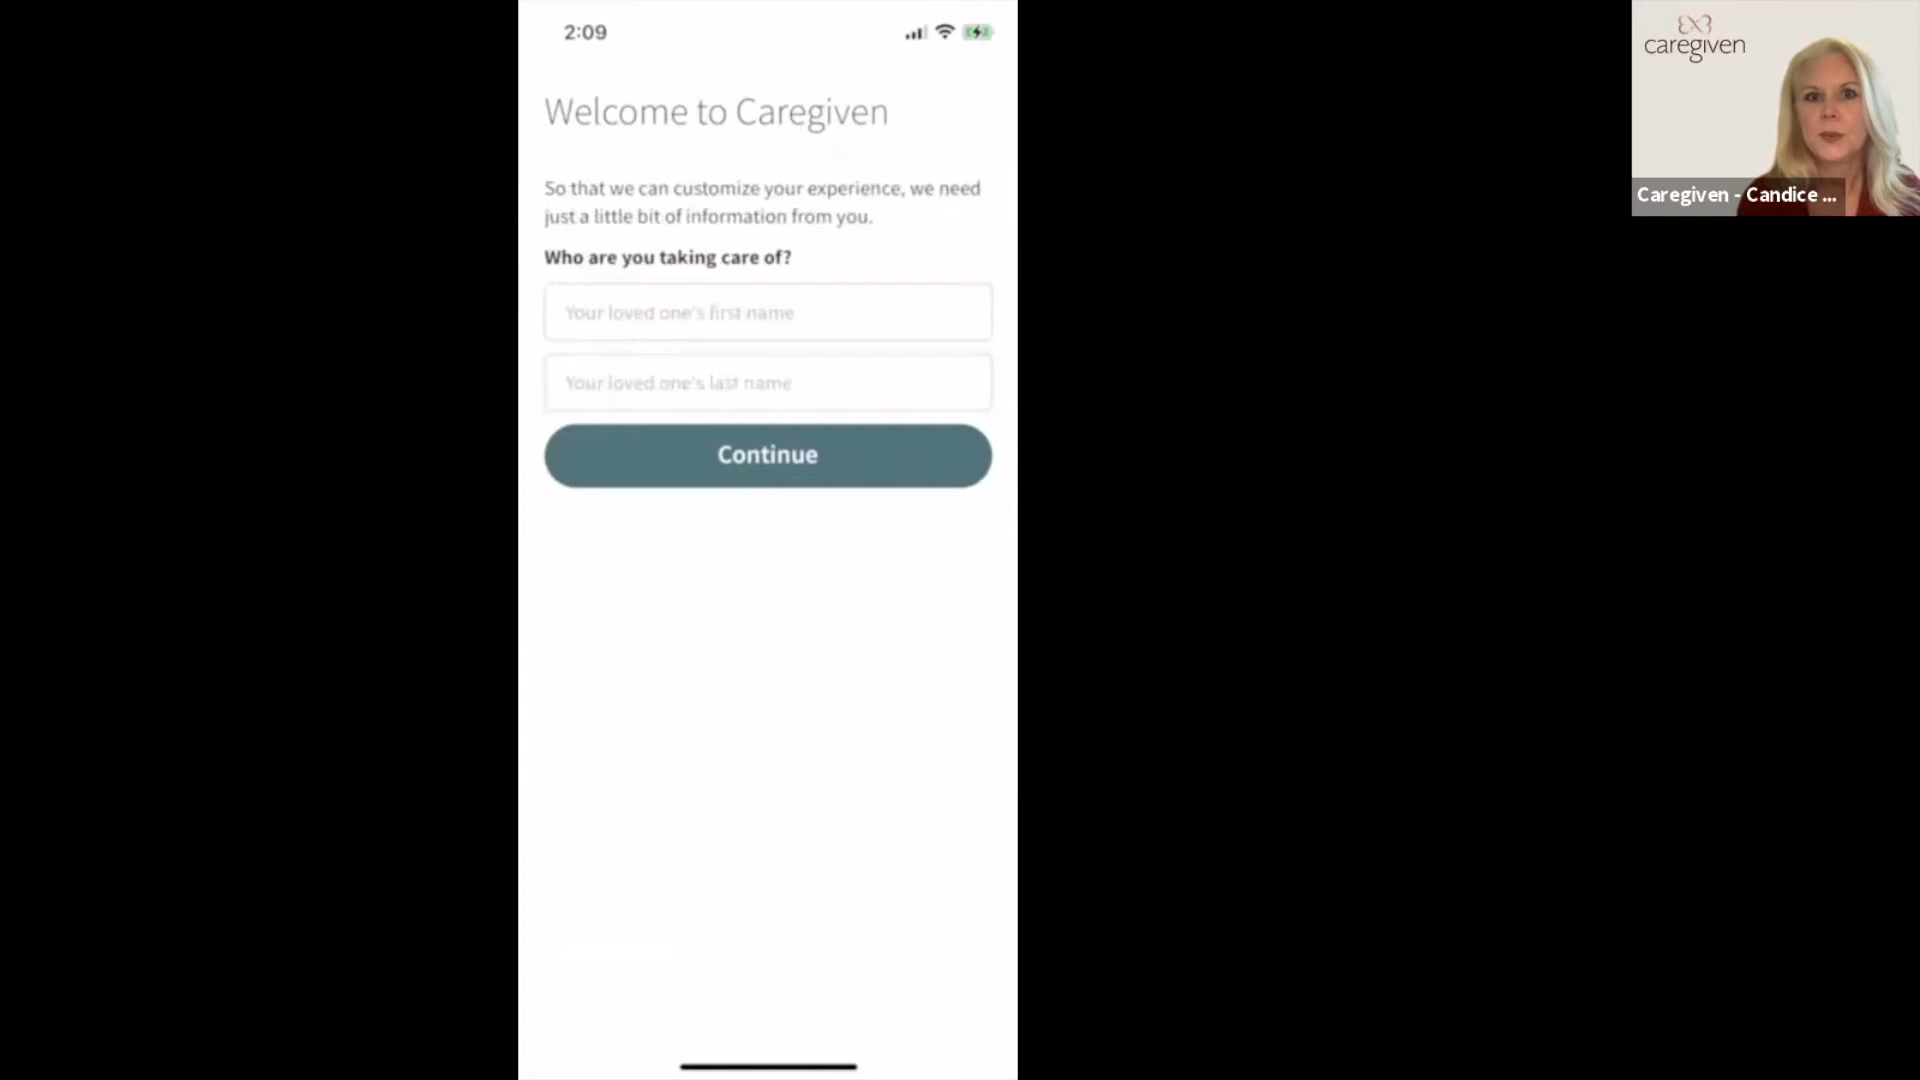 2:09
Welcome to Caregiven
So that we can customize your experience, we need
just a little bit of information from you.
Who are you taking care of?
Your loved one's first name
Your loved one's last name
Continue
caregiven
Caregiven - Candice ...